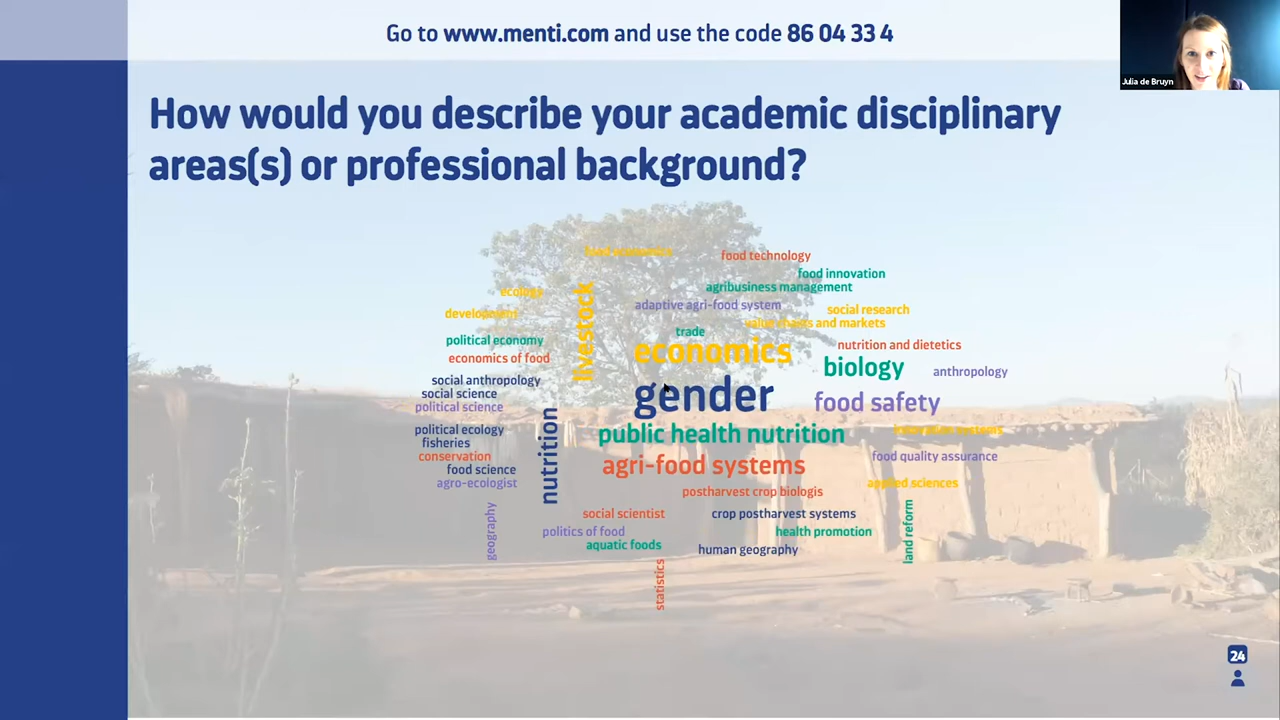 Go to www.menti.com and use the code 86 04 33 4
Julia de Bruyn
How would you describe your academic disciplinary
areas(s) or professional background?
food economics
food technology
food innovation
ecology
livestock
agribusiness management
adaptive agri-food system
development
social research
value chains and markets
trade
political economy
nutrition and dietetics
economics
economics of food
biology
anthropology
social anthropology
social science
gender
food safety
political science
political ecology
public health nutrition
information systems
fisheries
nutrition
conservation
food quality assurance
agri-food systems
food science
agro-ecologist
applied sciences
postharvest crop biologis
geography
social scientist
crop postharvest systems
land reform
politics of food
health promotion
aquatic foods
human geography
statistics
24